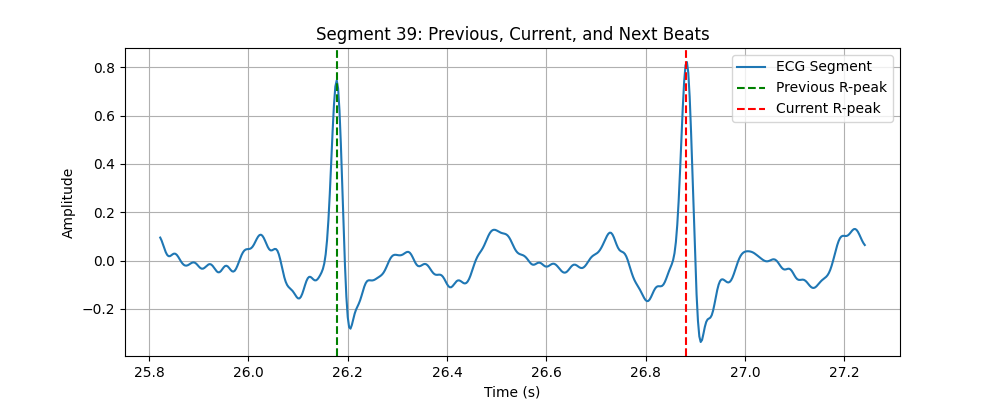 Segment 39: Previous, Current, and Next Beats
ECG Segment
Previous R-peak
Current R-peak
Amplitude
0.8
0.6
0.4
0.2
0.0
−0.2
25.8 26.0 26.2 26.4 26.6 26.8 27.0 27.2
Time (s)